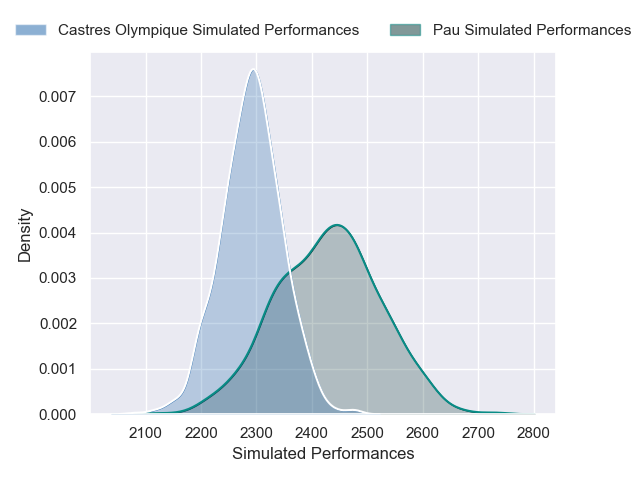 Castres Olympique Simulated Performances
Pau Simulated Performances
0.007
0.006
0.005
0.004
0.003
0.002
0.001
0.000
Density
2100 2200 2300 2400 2500 2600 2700 2800
Simulated Performances